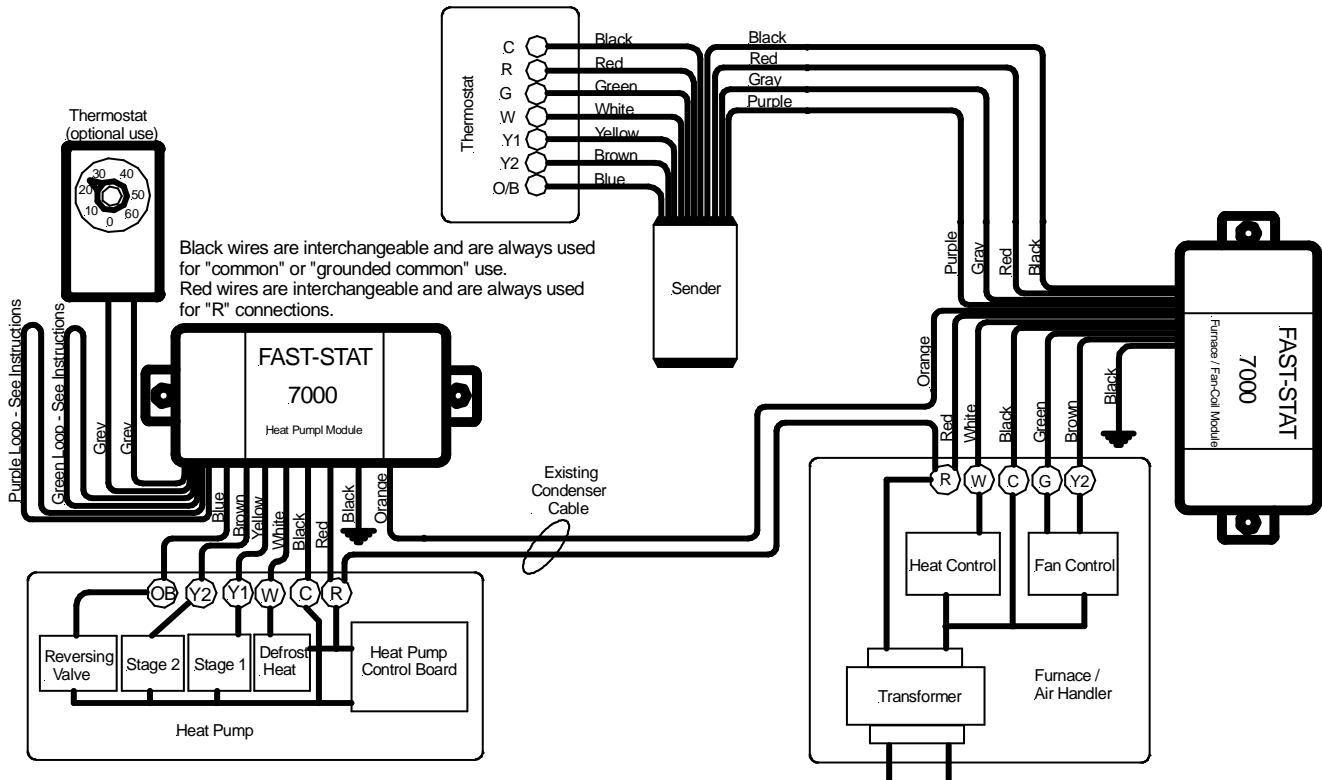 Thermostat
(optional use)
30
40
20
50
10
0
60
Thermostat
C
R
G
W
Y1
Y2
O/B
Black
Red
Green
White
Yellow
Brown
Blue
Black
Red
Gray
Purple
Sender
Black wires are interchangeable and are always used
for "common" or "grounded common" use.
Red wires are interchangeable and are always used
for "R" connections.
Purple Loop - See Instructions
Green Loop - See Instructions
Grey
Grey
FAST-STAT
7000
Heat Pumpl Module
Purple
Gray
Red
Black
FAST-STAT
7000
Furnace / Fan-Coil Module
Orange
Red
White
Black
Green
Brown
Black
Blue
Brown
Yellow
White
Black
Red
Black
Orange
Existing
Condenser
Cable
R
W
C
G
Y2
Heat Control
Fan Control
Transformer
Furnace /
Air Handler
OB
Y2
Y1
W
C
R
Reversing
Valve
Stage 2
Stage 1
Defrost
Heat
Heat Pump
Control Board
Heat Pump